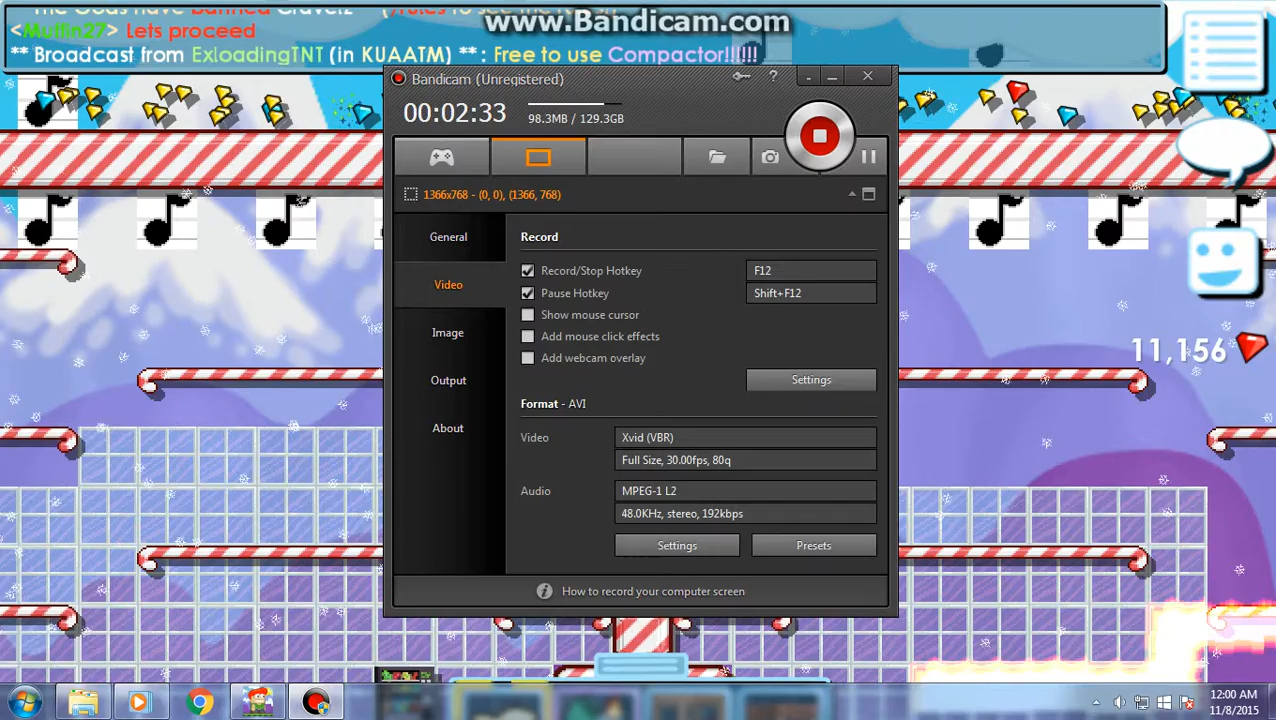 www.Bandicam.com
<Muffin27> Lets proceed
** Broadcast from ExloadingTNT (in KUAATM) ** : Free to use Compactor!!!!!!
Bandicam (Unregistered)
?
00:02:33
98.3MB / 129.3GB
1366x768 - (0, 0), (1366, 768)
General
Video
Image
Output
About
Record
Record/Stop Hotkey
F12
Pause Hotkey
Shift+F12
Show mouse cursor
Add mouse click effects
Add webcam overlay
Settings
Format - AVI
Video
Xvid (VBR)
Full Size, 30.00fps, 80q
Audio
MPEG-1 L2
48.0KHz, stereo, 192kbps
Settings
Presets
How to record your computer screen
11,156
12:00 AM
11/8/2015